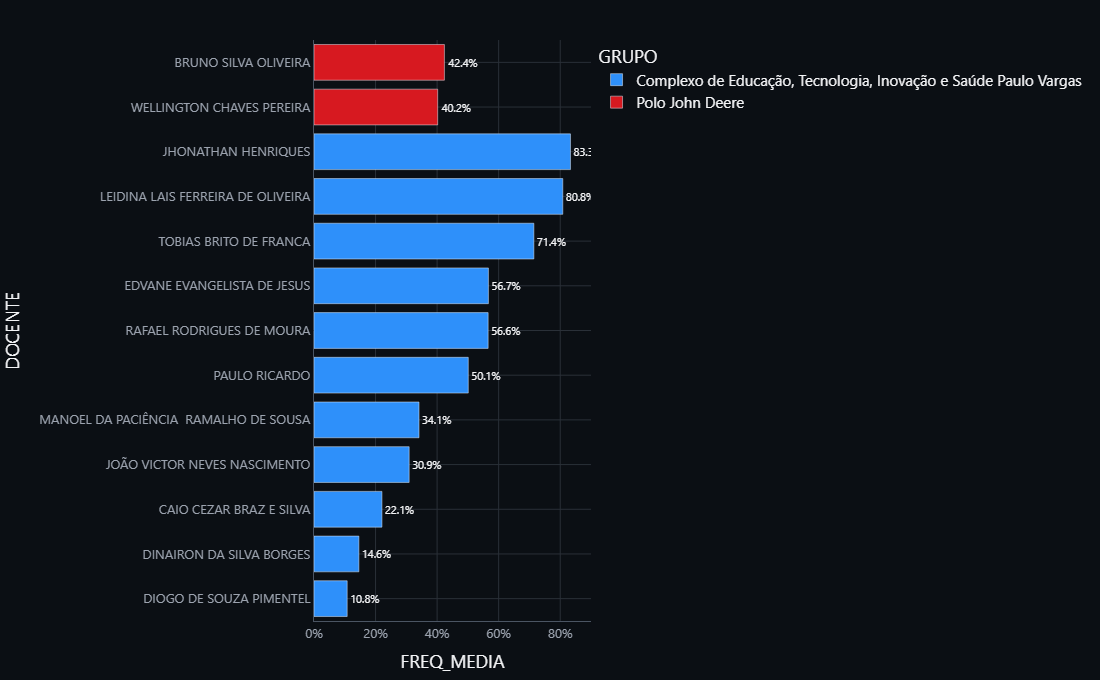 GRUPO
Complexo de Educação, Tecnologia, Inovação e Saúde Paulo Vargas
Polo John Deere
DOCENTE
BRUNO SILVA OLIVEIRA 42.4%
WELLINGTON CHAVES PEREIRA 40.2%
JHONATHAN HENRIQUES 83.3
LEIDINA LAIS FERREIRA DE OLIVEIRA 80.8%
TOBIAS BRITO DE FRANCA 71.4%
EDVANE EVANGELISTA DE JESUS 56.7%
RAFAEL RODRIGUES DE MOURA 56.6%
PAULO RICARDO 50.1%
MANOEL DA PACIÊNCIA  RAMALHO DE SOUSA 34.1%
JOÃO VICTOR NEVES NASCIMENTO 30.9%
CAIO CEZAR BRAZ E SILVA 22.1%
DINAIRON DA SILVA BORGES 14.6%
DIOGO DE SOUZA PIMENTEL 10.8%
0% 20% 40% 60% 80%
FREQ_MEDIA